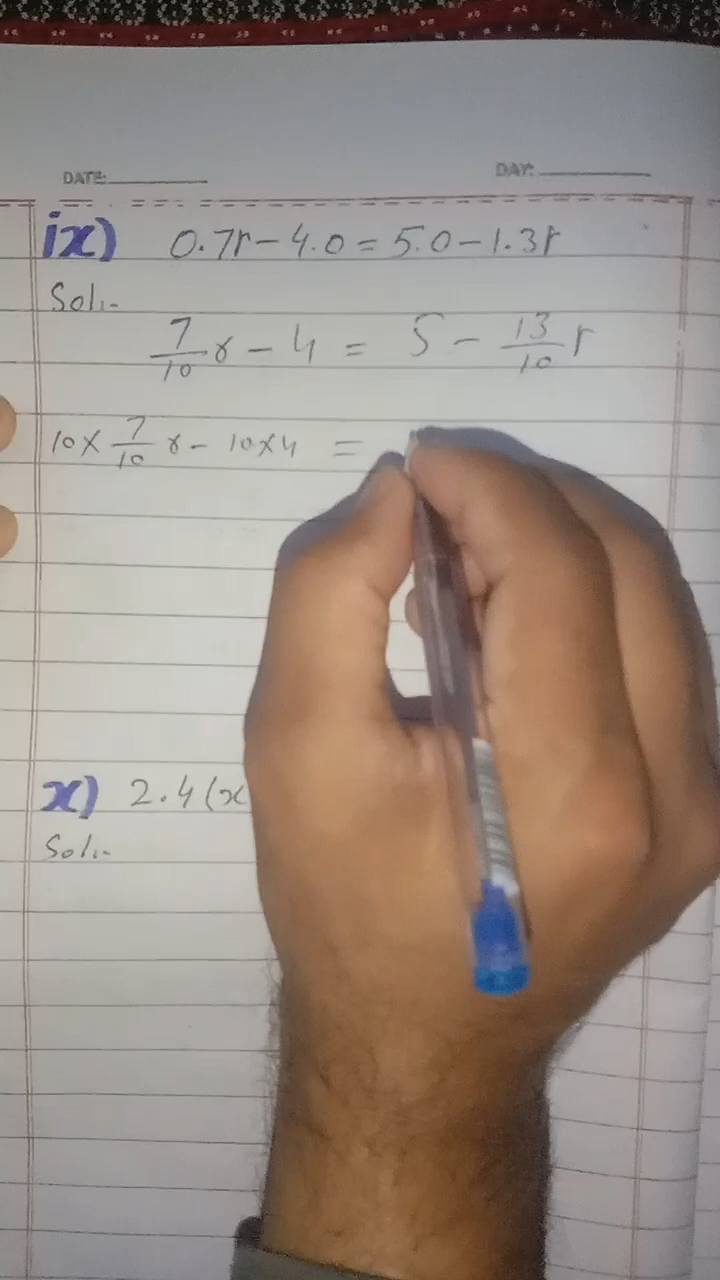 DATE: DAY:
ix) 0.7r - 4.0 = 5.0 - 1.3r
Sol:-
7/10 r - 4 = 5 - 13/10 r
10 × 7/10 r - 10×4 =
x) 2.4(x
Sol:-